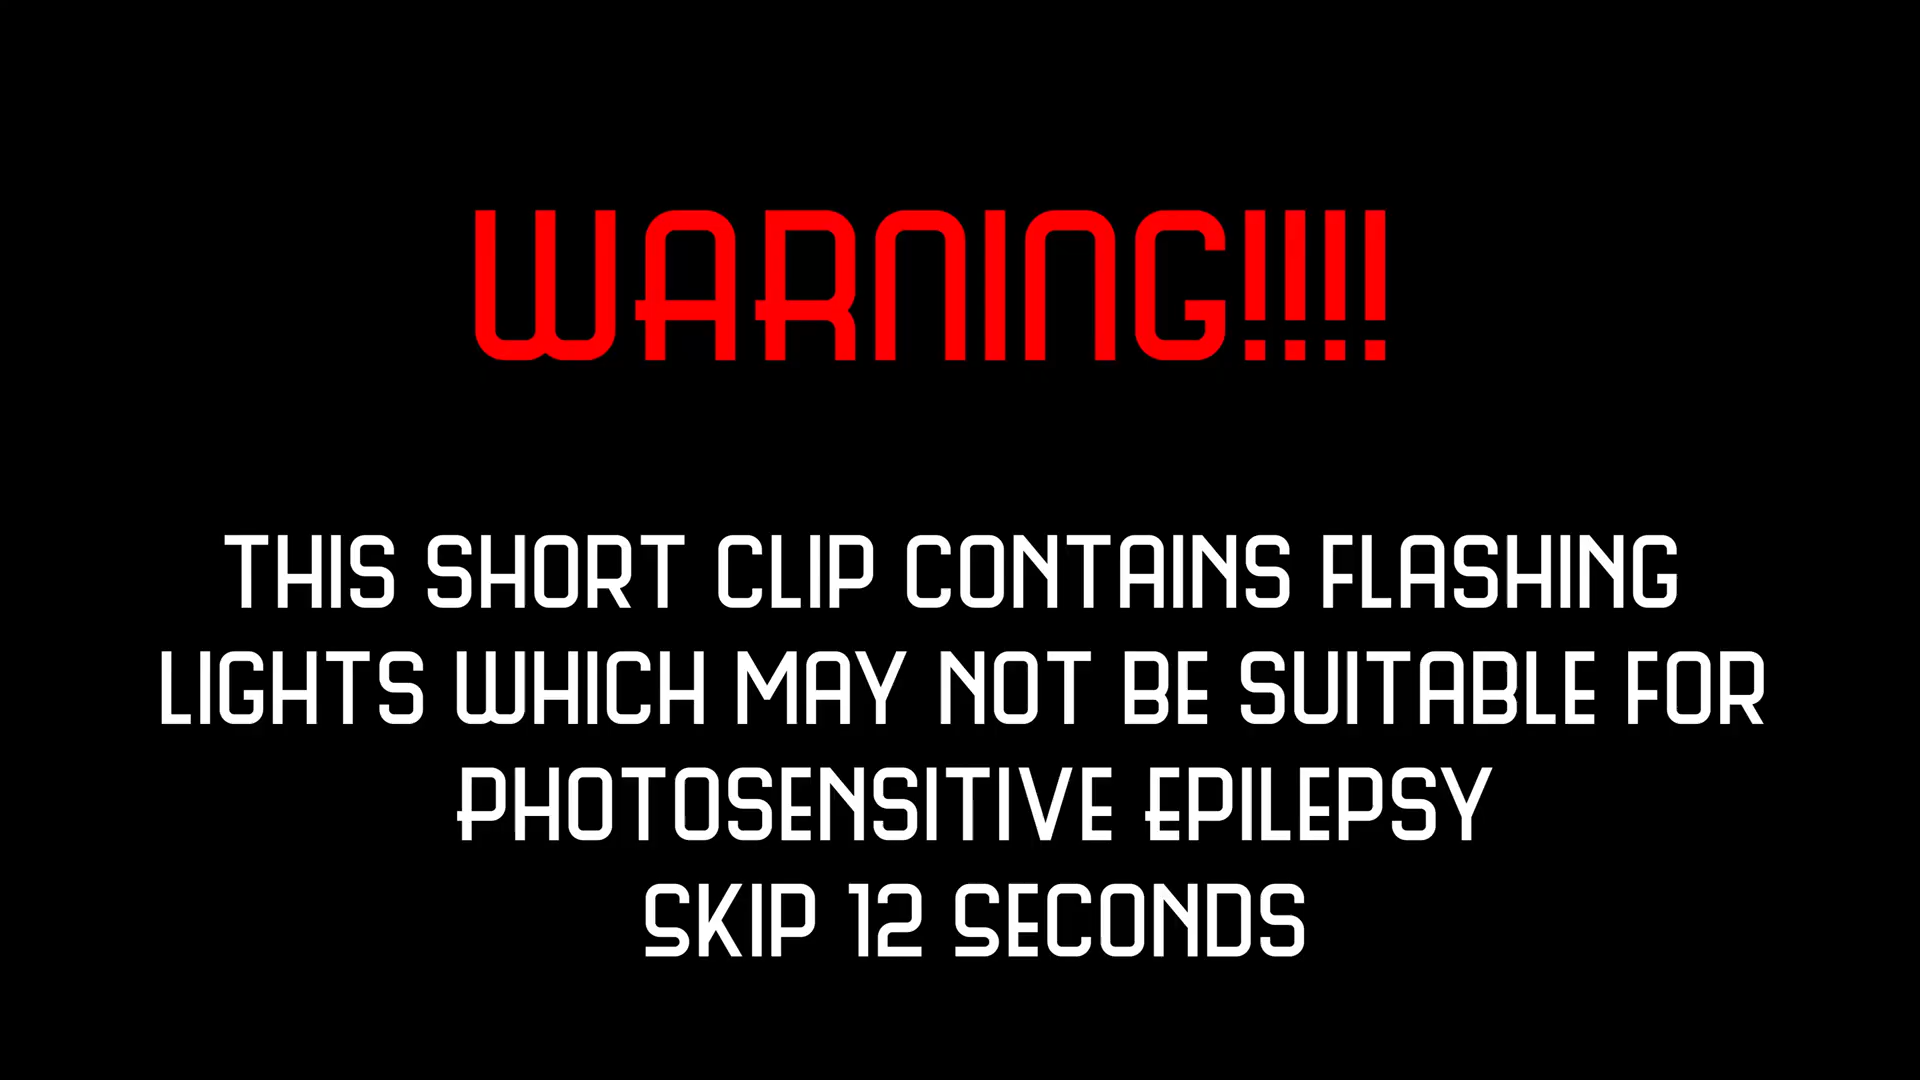 WARNING!!!!
THIS SHORT CLIP CONTAINS FLASHING
LIGHTS WHICH MAY NOT BE SUITABLE FOR
PHOTOSENSITIVE EPILEPSY
SKIP 12 SECONDS